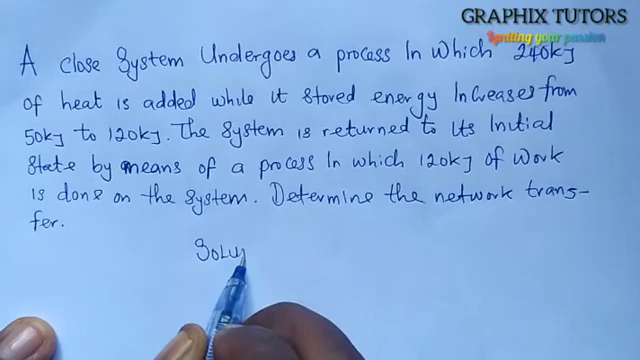 GRAPHIX TUTORS
Igniting your passion
A Close System Undergoes a process In which 240kJ
of heat is added while it stored energy Increases from
50kJ to 120kJ. The System is returned to Its Initial
State by means of a process In which 120kJ of Work
is done on the System. Determine the network trans-
fer.
Solu